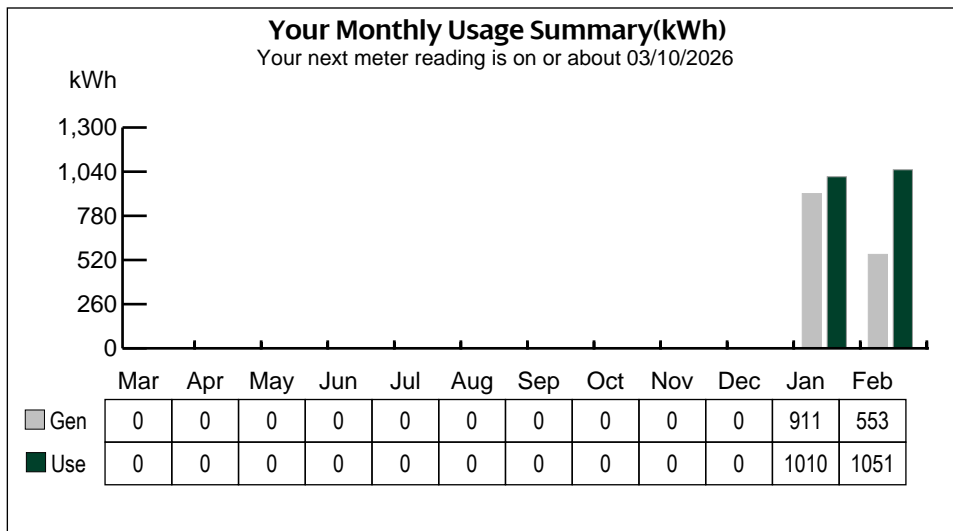 Your Monthly Usage Summary(kWh)
Your next meter reading is on or about 03/10/2026
kWh
1,300
1,040
780
520
260
0
Mar Apr May Jun Jul Aug Sep Oct Nov Dec Jan Feb
Gen 0 0 0 0 0 0 0 0 0 0 911 553
Use 0 0 0 0 0 0 0 0 0 0 1010 1051